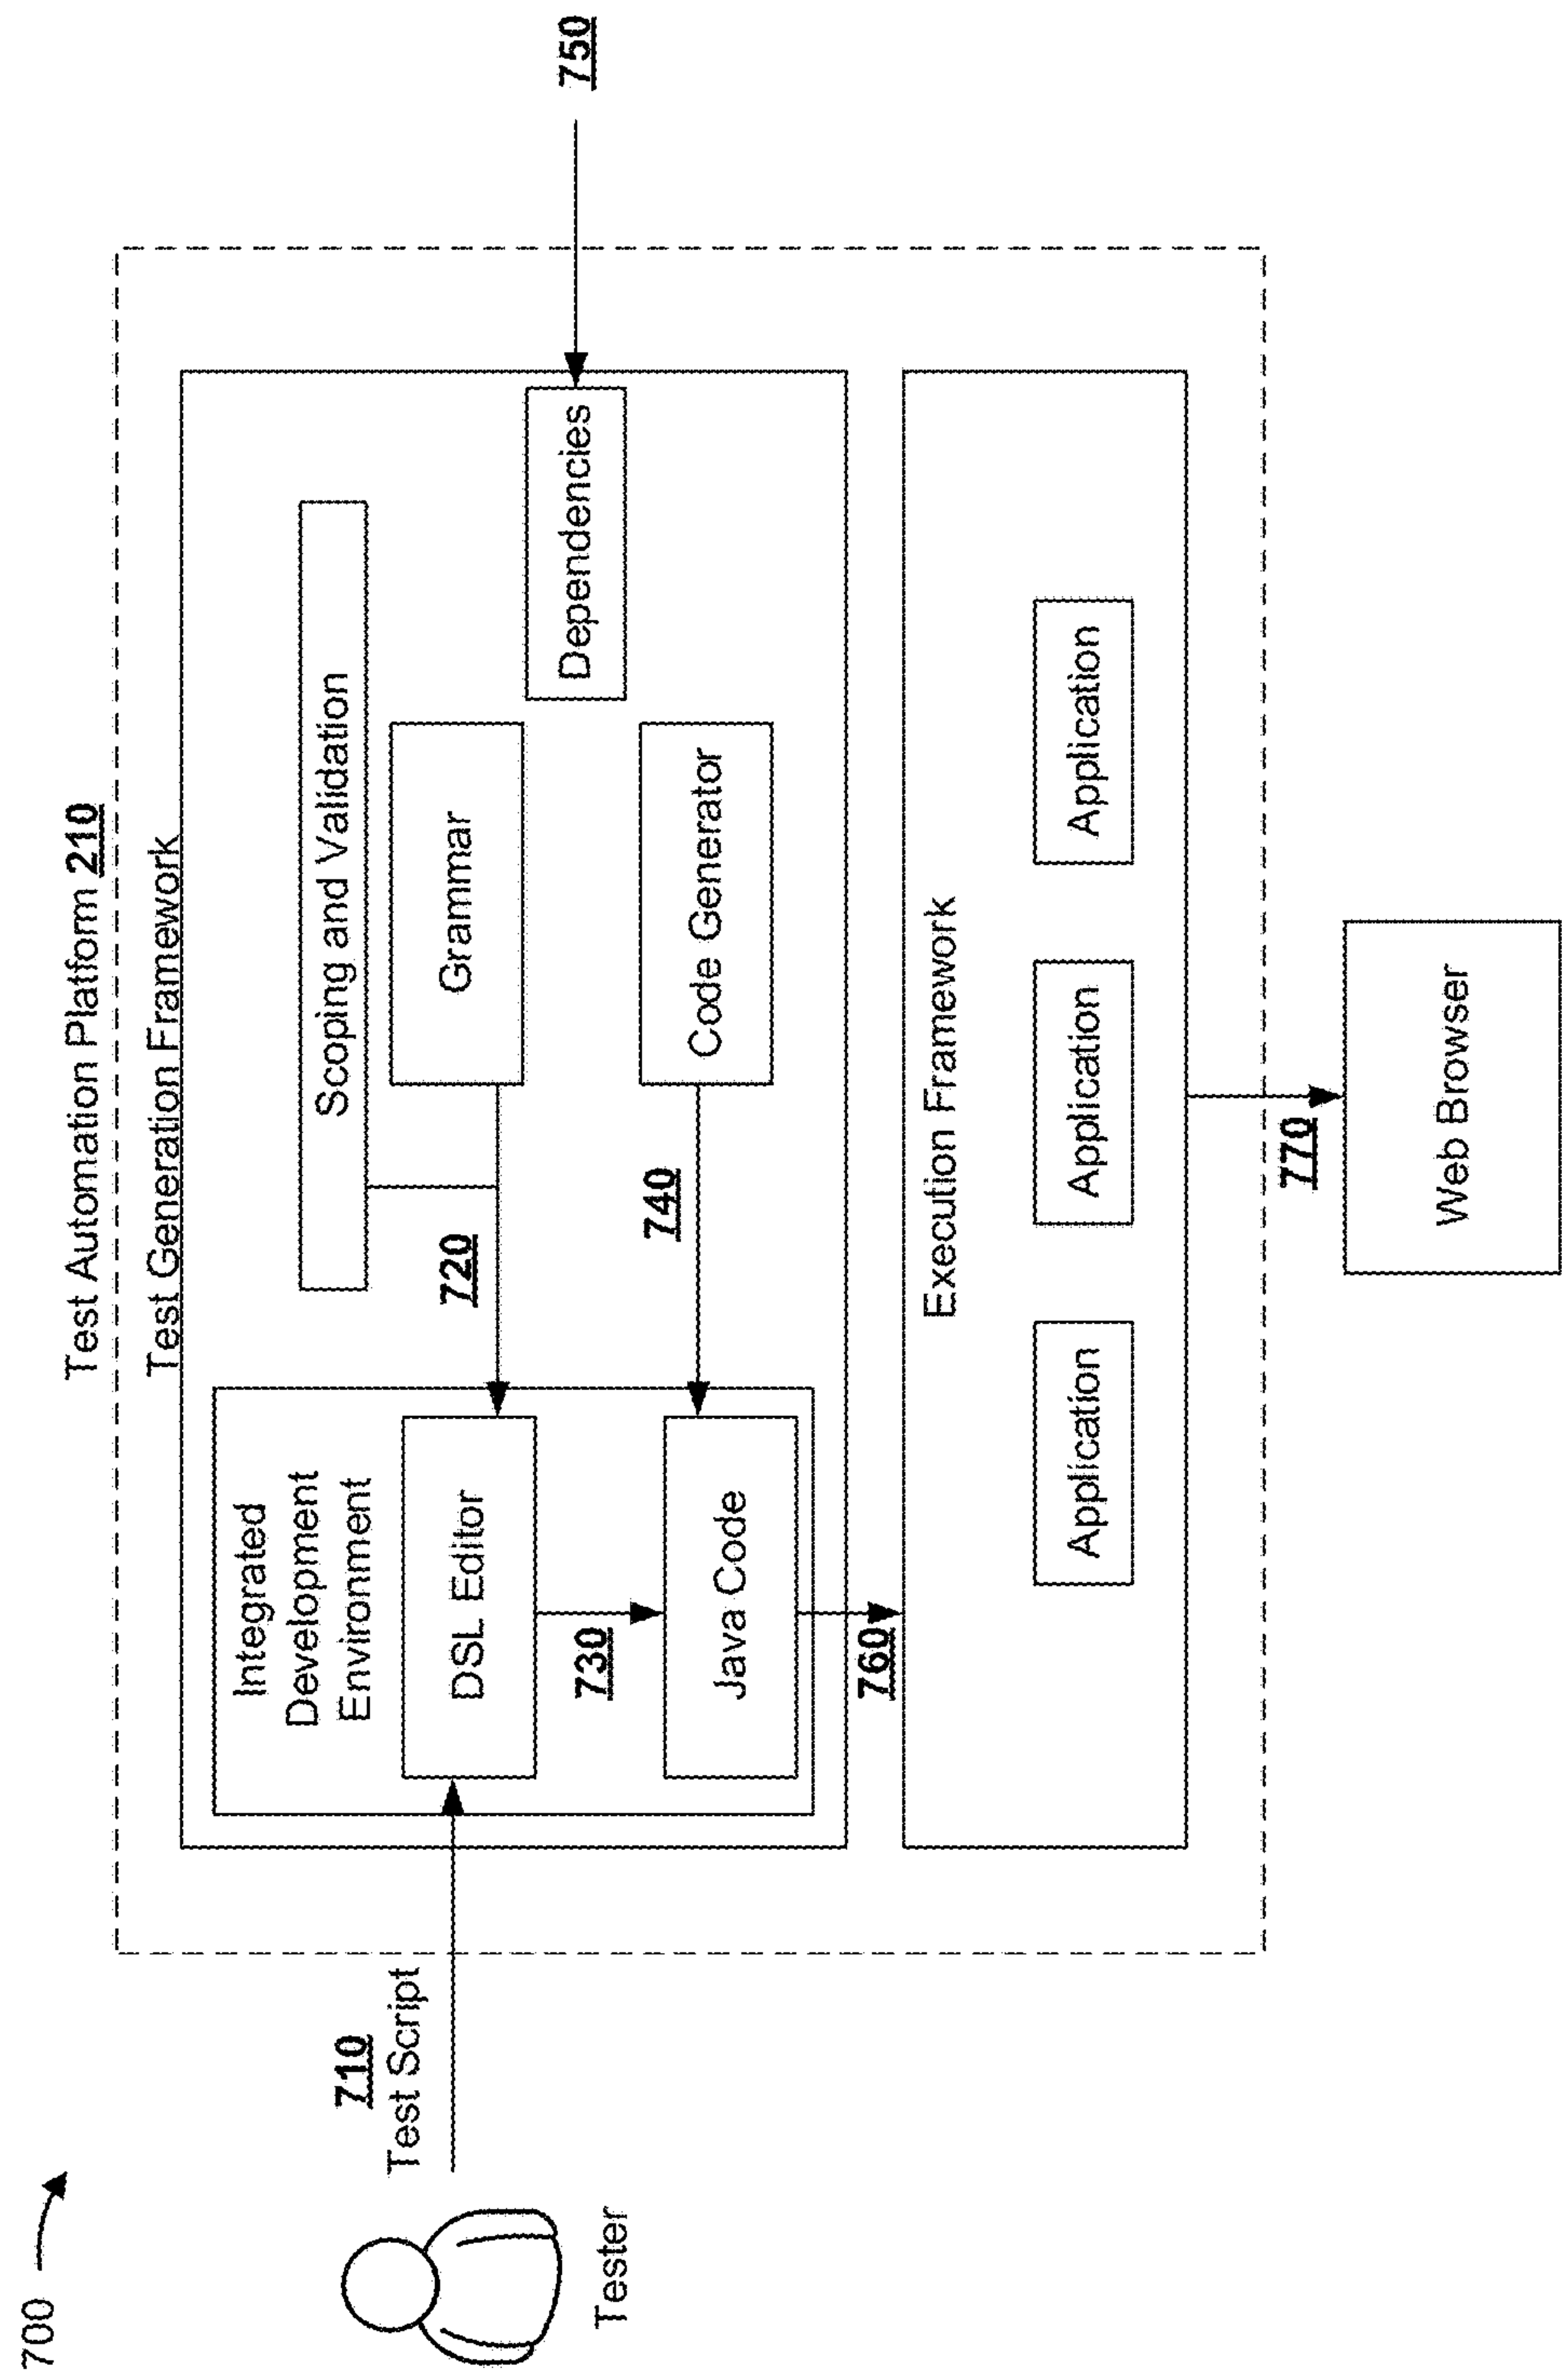 700
Test Automation Platform 210
Test Generation Framework
710
Test Script
Tester
Integrated
Development
Environment
DSL Editor
730
Java Code
720
740
Scoping and Validation
Grammar
Code Generator
Dependencies
750
760
Execution Framework
Application
Application
Application
770
Web Browser